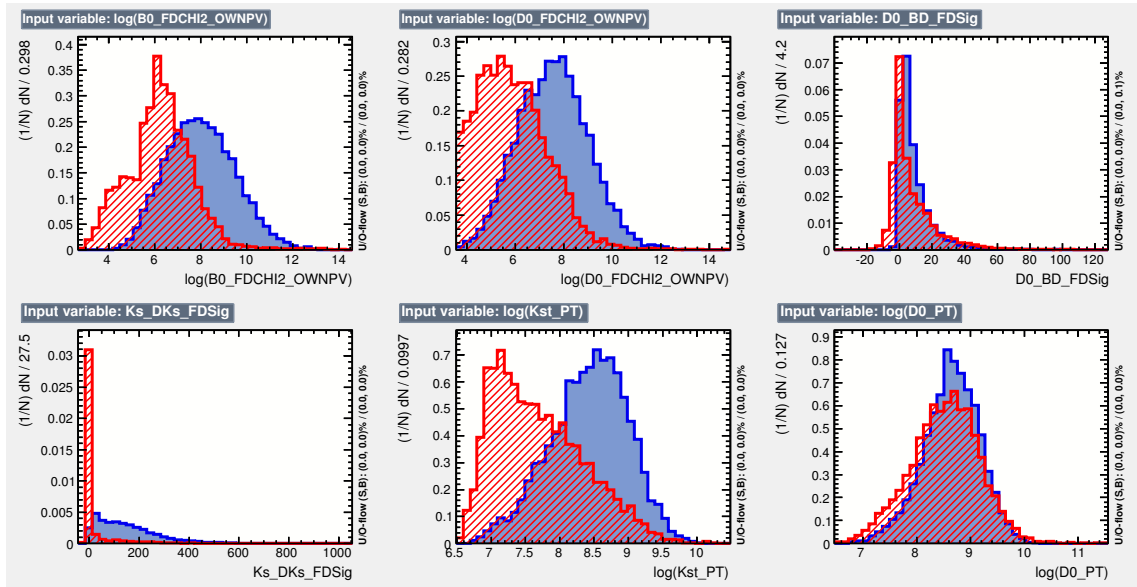 Input variable: log(B0_FDCHI2_OWNPV)
(1/N) dN / 0.298
0.4
0.35
0.3
0.25
0.2
0.15
0.1
0.05
0
4 6 8 10 12 14
log(B0_FDCHI2_OWNPV)
U/O-flow (S,B): (0.0, 0.0)% / (0.0, 0.0)%
Input variable: log(D0_FDCHI2_OWNPV)
(1/N) dN / 0.282
0.3
0.25
0.2
0.15
0.1
0.05
0
4 6 8 10 12 14
log(D0_FDCHI2_OWNPV)
U/O-flow (S,B): (0.0, 0.0)% / (0.0, 0.0)%
Input variable: D0_BD_FDSig
(1/N) dN / 4.2
0.07
0.06
0.05
0.04
0.03
0.02
0.01
0
-20 0 20 40 60 80 100 120
D0_BD_FDSig
U/O-flow (S,B): (0.0, 0.0)% / (0.0, 0.1)%
Input variable: Ks_DKs_FDSig
(1/N) dN / 27.5
0.03
0.025
0.02
0.015
0.01
0.005
0
0 200 400 600 800 1000
Ks_DKs_FDSig
U/O-flow (S,B): (0.0, 0.0)% / (0.0, 0.0)%
Input variable: log(Kst_PT)
(1/N) dN / 0.0997
0.7
0.6
0.5
0.4
0.3
0.2
0.1
0
6.5 7 7.5 8 8.5 9 9.5 10
log(Kst_PT)
U/O-flow (S,B): (0.0, 0.0)% / (0.0, 0.0)%
Input variable: log(D0_PT)
(1/N) dN / 0.127
0.9
0.8
0.7
0.6
0.5
0.4
0.3
0.2
0.1
0
7 8 9 10 11
log(D0_PT)
U/O-flow (S,B): (0.0, 0.0)% / (0.0, 0.0)%